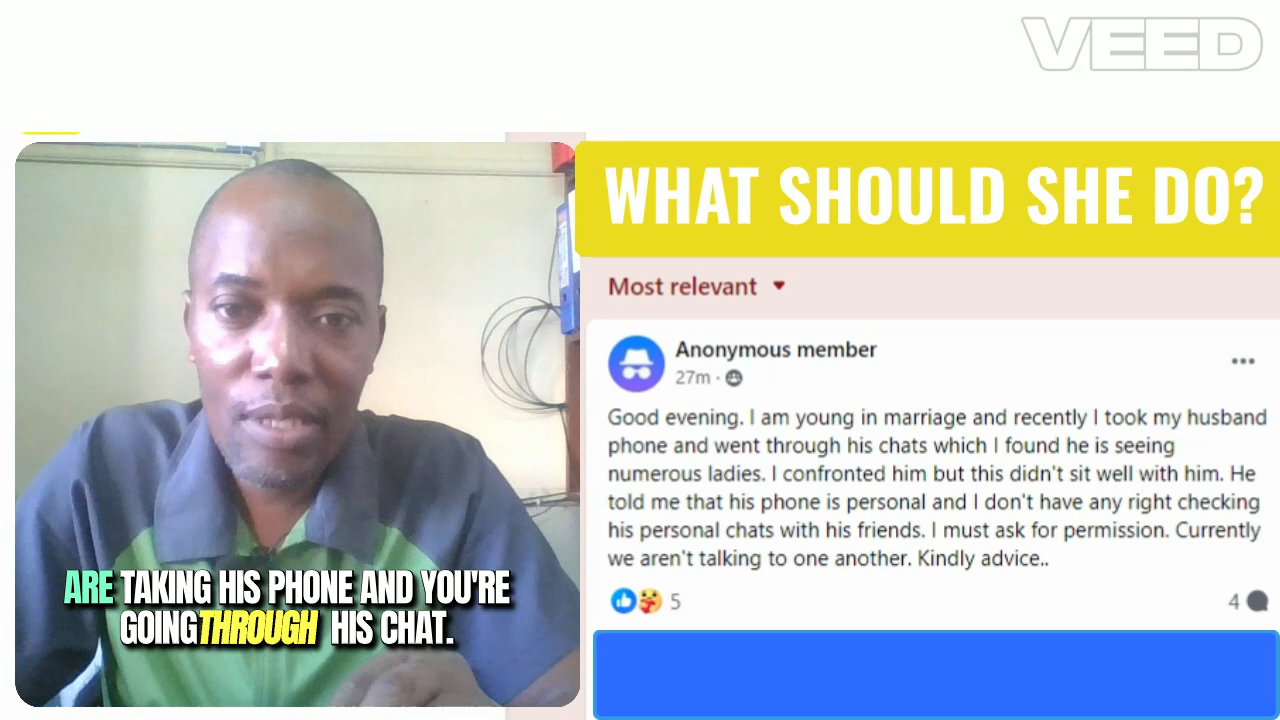 VEED
WHAT SHOULD SHE DO?
Most relevant
Anonymous member
27m
Good evening. I am young in marriage and recently I took my husband
phone and went through his chats which I found he is seeing
numerous ladies. I confronted him but this didn't sit well with him. He
told me that his phone is personal and I don't have any right checking
his personal chats with his friends. I must ask for permission. Currently
we aren't talking to one another. Kindly advice..
5
4
ARE TAKING HIS PHONE AND YOU'RE
GOING THROUGH HIS CHAT.